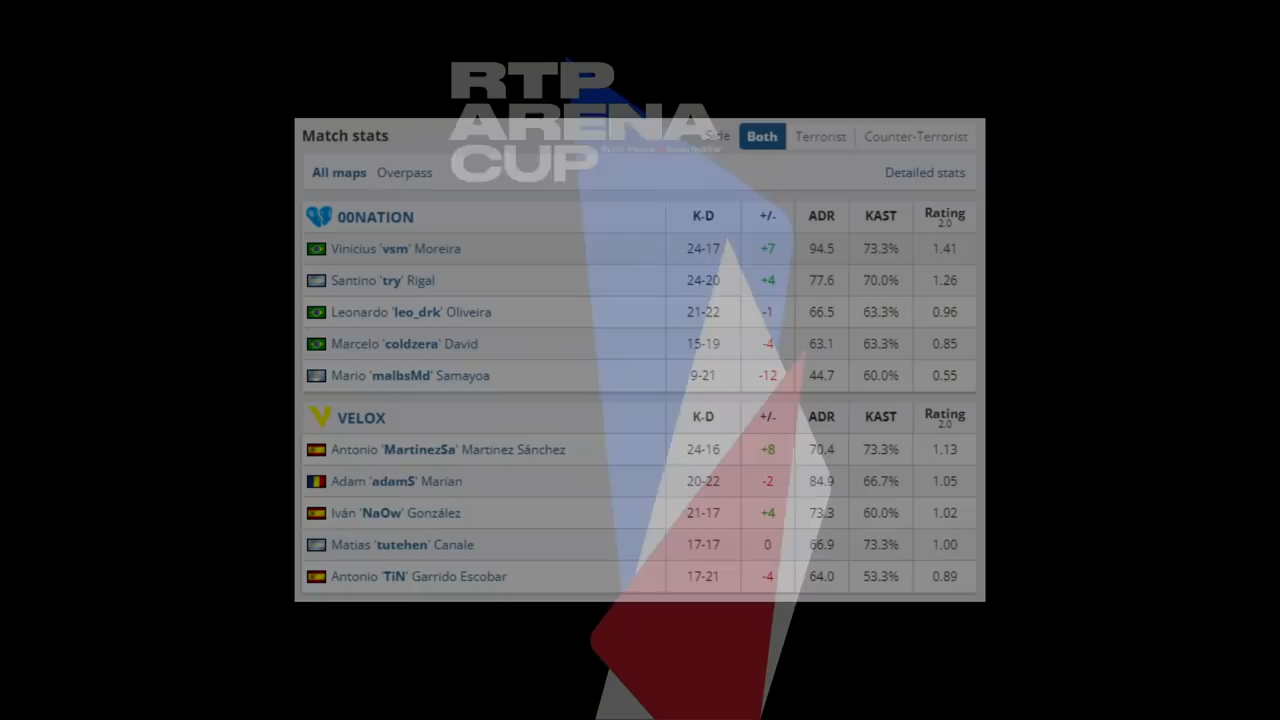 RTP
ARENA
CUP
Match stats Side Both Terrorist Counter-Terrorist
All maps Overpass Detailed stats
00NATION K-D +/- ADR KAST Rating 2.0
Vinicius 'vsm' Moreira 24-17 +7 94.5 73.3% 1.41
Santino 'try' Rigal 24-20 +4 77.6 70.0% 1.26
Leonardo 'leo_drk' Oliveira 21-22 -1 66.5 63.3% 0.96
Marcelo 'coldzera' David 15-19 -4 63.1 63.3% 0.85
Mario 'malbsMd' Samayoa 9-21 -12 44.7 60.0% 0.55
VELOX K-D +/- ADR KAST Rating 2.0
Antonio 'MartinezSa' Martinez Sánchez 24-16 +8 70.4 73.3% 1.13
Adam 'adamS' Marian 20-22 -2 84.9 66.7% 1.05
Iván 'NaOw' González 21-17 +4 73.3 60.0% 1.02
Matias 'tutehen' Canale 17-17 0 66.9 73.3% 1.00
Antonio 'TiN' Garrido Escobar 17-21 -4 64.0 53.3% 0.89